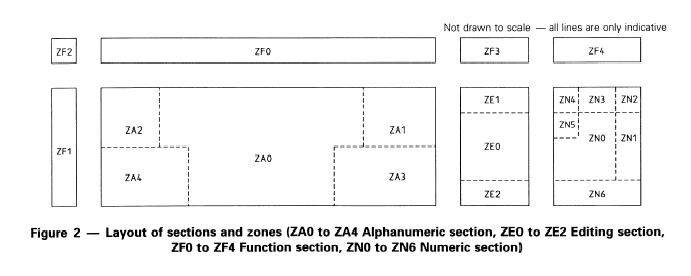 Not drawn to scale — all lines are only indicative
ZF2 ZF0 ZF3 ZF4
ZE1 ZN4 ZN3 ZN2
ZA2 ZA1 ZN5
ZF1 ZA0 ZE0 ZN0 ZN1
ZA4 ZA3
ZE2 ZN6
Figure 2 — Layout of sections and zones (ZA0 to ZA4 Alphanumeric section, ZE0 to ZE2 Editing section,
ZF0 to ZF4 Function section, ZN0 to ZN6 Numeric section)